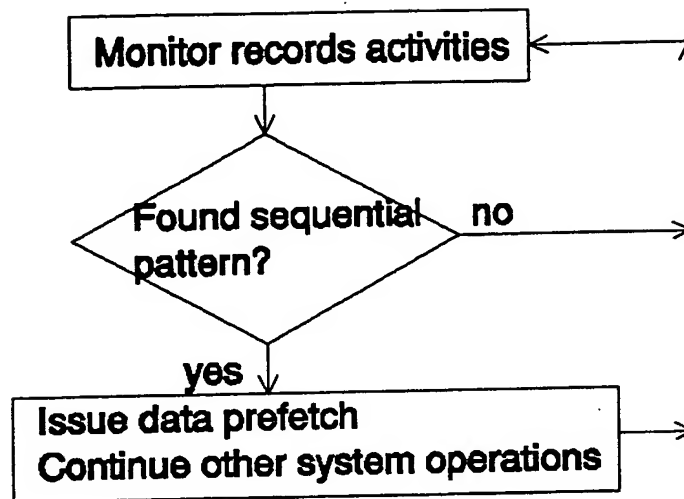 Monitor records activities
Found sequential
pattern?
no
yes
Issue data prefetch
Continue other system operations